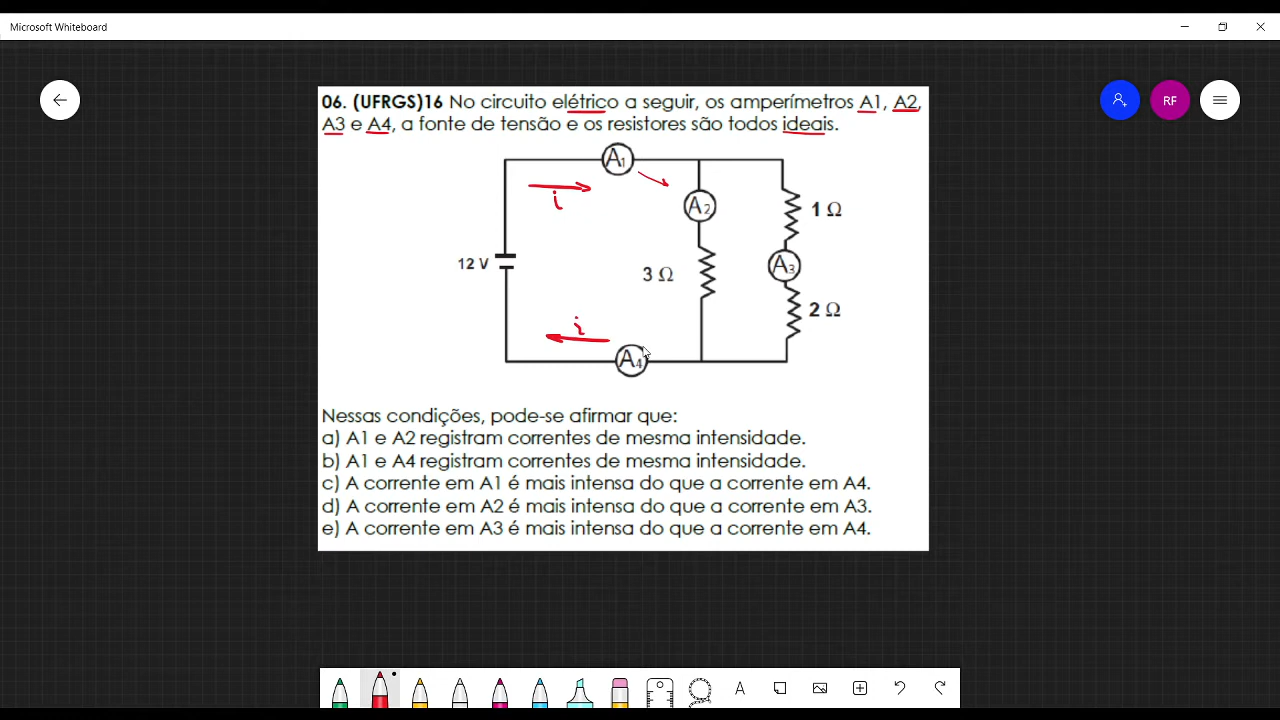 Microsoft Whiteboard
RF
06. (UFRGS)16 No circuito elétrico a seguir, os amperímetros A1, A2,
A3 e A4, a fonte de tensão e os resistores são todos ideais.
A1
i
A2
1 Ω
12 V
3 Ω
A3
i
2 Ω
A4
Nessas condições, pode-se afirmar que:
a) A1 e A2 registram correntes de mesma intensidade.
b) A1 e A4 registram correntes de mesma intensidade.
c) A corrente em A1 é mais intensa do que a corrente em A4.
d) A corrente em A2 é mais intensa do que a corrente em A3.
e) A corrente em A3 é mais intensa do que a corrente em A4.
A